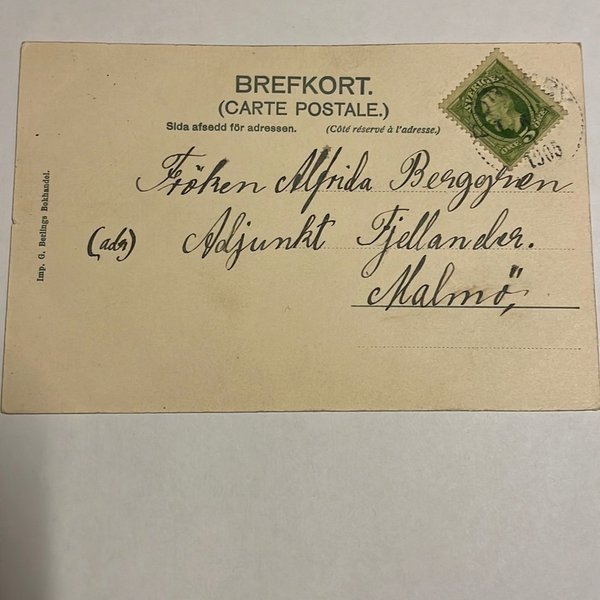 BREFKORT.
(CARTE POSTALE.)
Sida afsedd för adressen. (Côté réservé à l'adresse.)
SVERIGE
5
1905
Fröken Alfrida Berggren
(adr) Adjunkt Fjellander.
Malmö,
Imp. G. Berlings Bokhandel.